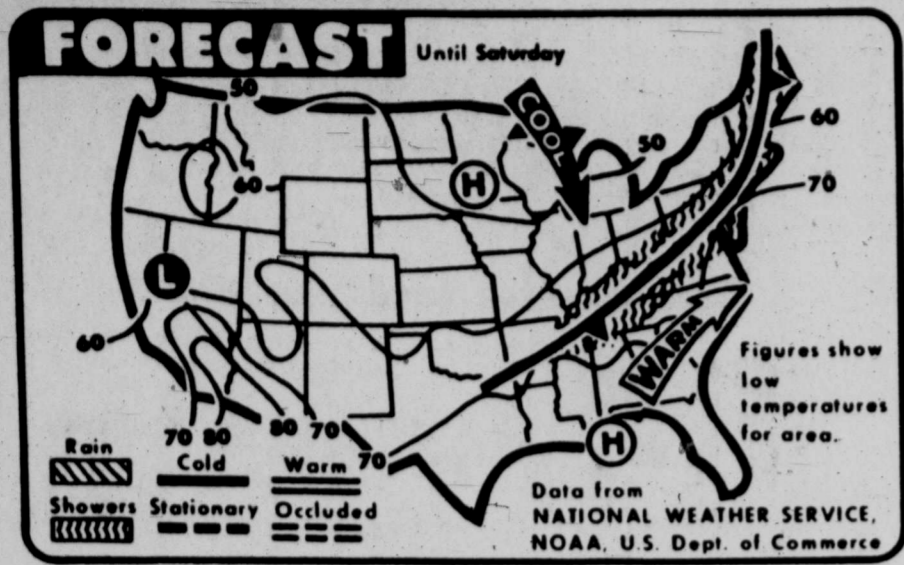 FORECAST Until Saturday
50
COOL
60
50
70
60
H
L
60
WARM
Figures show
low
temperatures
for area.
70 80 80 70 70
H
Rain
Cold Warm
Showers Stationary Occluded
Data from
NATIONAL WEATHER SERVICE,
NOAA, U.S. Dept. of Commerce